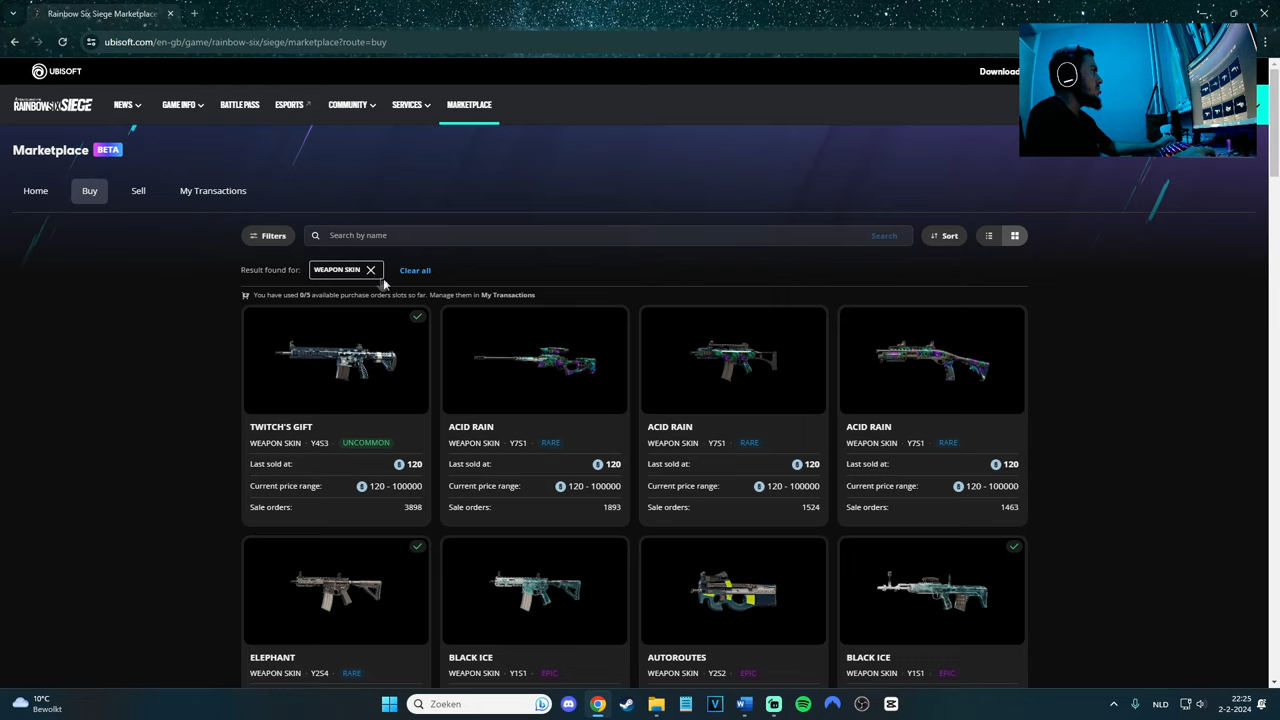 Rainbow Six Siege Marketplace
ubisoft.com/en-gb/game/rainbow-six/siege/marketplace?route=buy
UBISOFT
Download
RAINBOW SIX SIEGE
NEWS
GAME INFO
BATTLE PASS
ESPORTS
COMMUNITY
SERVICES
MARKETPLACE
Marketplace BETA
Home
Buy
Sell
My Transactions
Filters
Search by name
Search
Sort
Result found for: WEAPON SKIN Clear all
You have used 0/5 available purchase orders slots so far. Manage them in My Transactions
TWITCH'S GIFT
WEAPON SKIN · Y4S3 · UNCOMMON
Last sold at: 120
Current price range: 120 - 100000
Sale orders: 3898
ACID RAIN
WEAPON SKIN · Y7S1 · RARE
Last sold at: 120
Current price range: 120 - 100000
Sale orders: 1893
ACID RAIN
WEAPON SKIN · Y7S1 · RARE
Last sold at: 120
Current price range: 120 - 100000
Sale orders: 1524
ACID RAIN
WEAPON SKIN · Y7S1 · RARE
Last sold at: 120
Current price range: 120 - 100000
Sale orders: 1463
ELEPHANT
WEAPON SKIN · Y2S4 RARE
BLACK ICE
WEAPON SKIN · Y1S1 · EPIC
AUTOROUTES
WEAPON SKIN · Y2S2 · EPIC
BLACK ICE
WEAPON SKIN · Y1S1 · EPIC
10°C
Bewolkt
Zoeken
NLD
22:25
2-2-2024